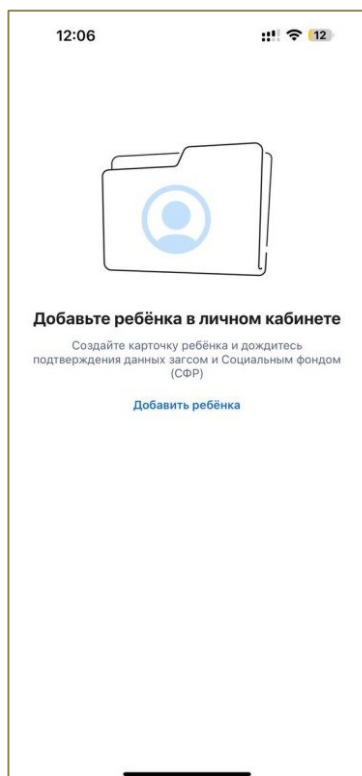 12:06
12
Добавьте ребёнка в личном кабинете
Создайте карточку ребёнка и дождитесь
подтверждения данных загсом и Социальным фондом
(СФР)
Добавить ребёнка